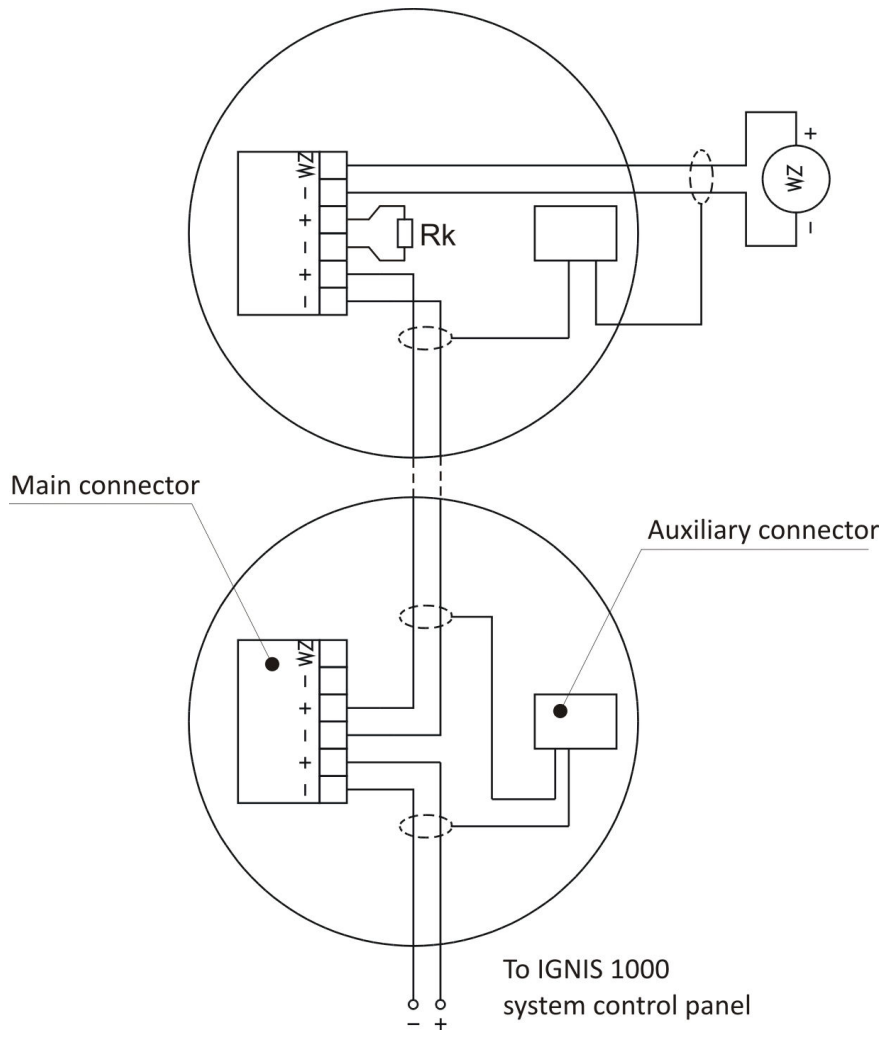 +
WZ
−
WZ
−
+
−
+
−
Rk
Main connector
Auxiliary connector
WZ
−
+
−
+
−
To IGNIS 1000
system control panel
− +